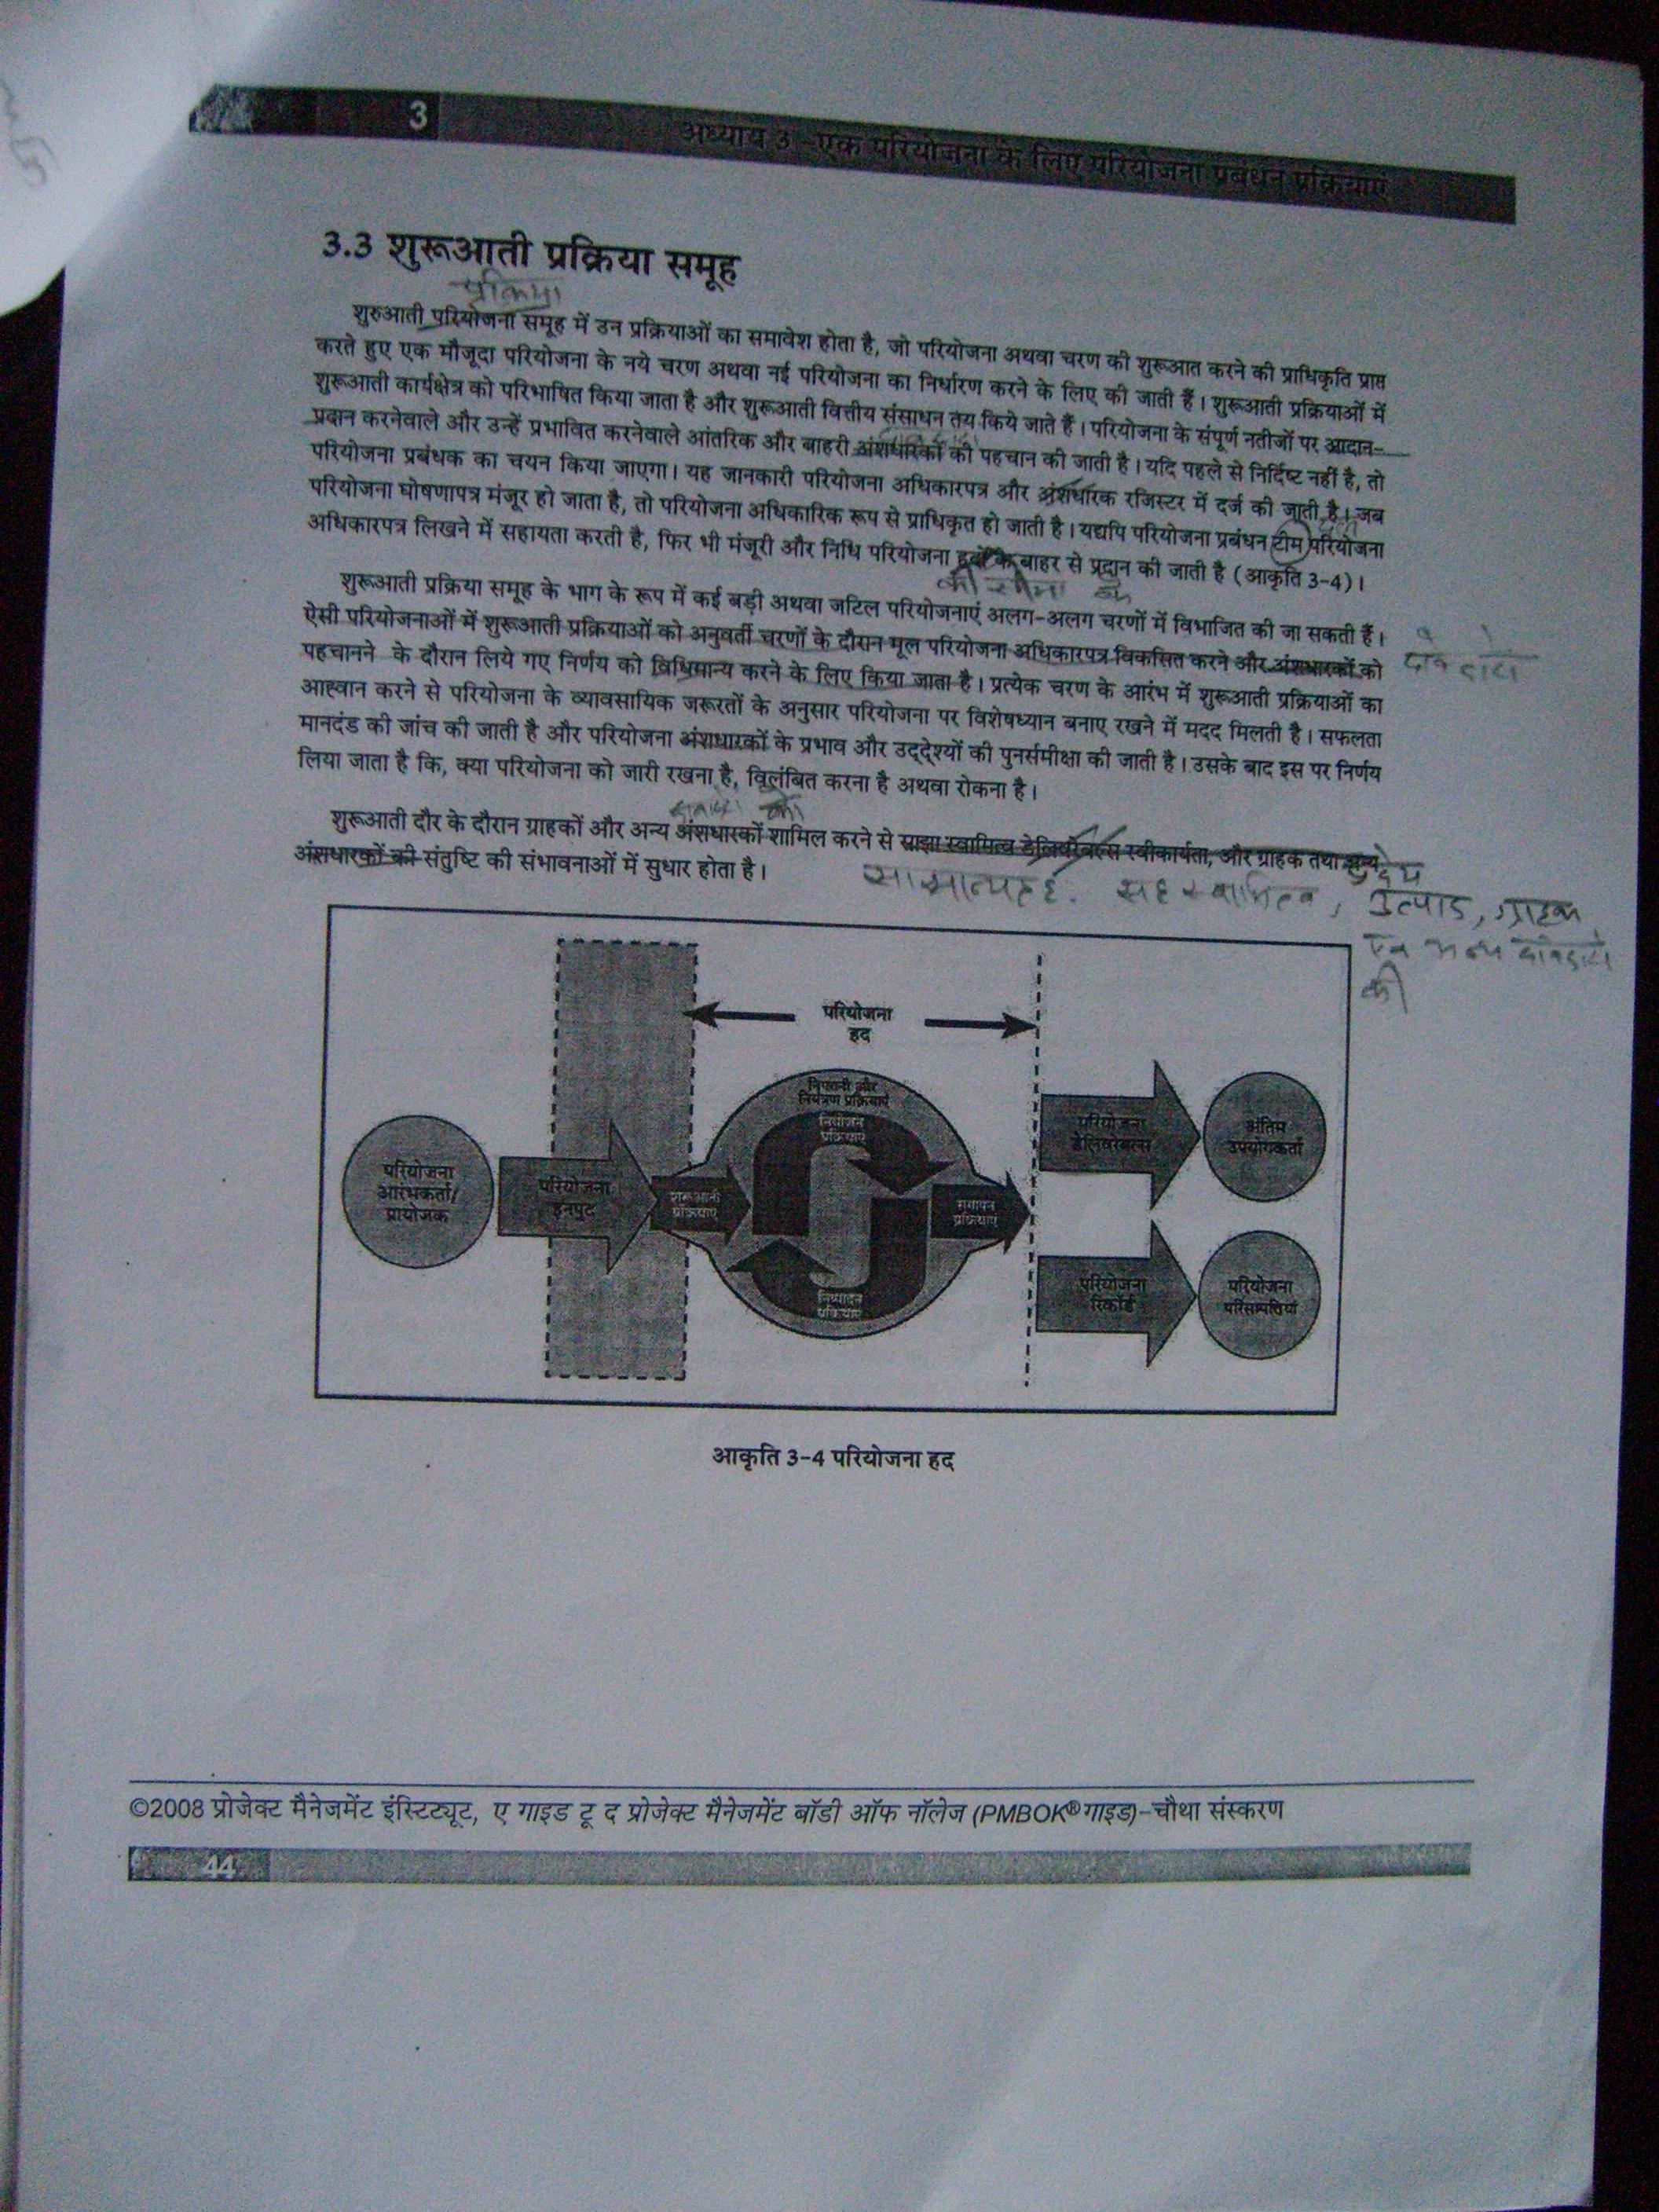 3
अध्याय 3 -एक परियोजना के लिए परियोजना प्रबंधन प्रक्रियाएं
3.3 शुरूआती प्रक्रिया समूह
प्रक्रिया
शुरुआती परियोजना समूह में उन प्रक्रियाओं का समावेश होता है, जो परियोजना अथवा चरण की शुरूआत करने की प्राधिकृति प्राप्त
करते हुए एक मौजूदा परियोजना के नये चरण अथवा नई परियोजना का निर्धारण करने के लिए की जाती हैं। शुरूआती प्रक्रियाओं में
शुरूआती कार्यक्षेत्र को परिभाषित किया जाता है और शुरूआती वित्तीय संसाधन तय किये जाते हैं। परियोजना के संपूर्ण नतीजों पर आदान-
प्रदान करनेवाले और उन्हें प्रभावित करनेवाले आंतरिक और बाहरी अंशधारकों की पहचान की जाती है। यदि पहले से निर्दिष्ट नहीं है, तो
परियोजना प्रबंधक का चयन किया जाएगा। यह जानकारी परियोजना अधिकारपत्र और अंशधारक रजिस्टर में दर्ज की जाती है। जब
परियोजना घोषणापत्र मंजूर हो जाता है, तो परियोजना अधिकारिक रूप से प्राधिकृत हो जाती है। यद्यपि परियोजना प्रबंधन टीम परियोजना
अधिकारपत्र लिखने में सहायता करती है, फिर भी मंजूरी और निधि परियोजना हदों के बाहर से प्रदान की जाती है (आकृति 3-4)।
की सीमा के
शुरूआती प्रक्रिया समूह के भाग के रूप में कई बड़ी अथवा जटिल परियोजनाएं अलग-अलग चरणों में विभाजित की जा सकती हैं।
ऐसी परियोजनाओं में शुरूआती प्रक्रियाओं को अनुवर्ती चरणों के दौरान मूल परियोजना अधिकारपत्र विकसित करने और अंशधारकों को
पहचानने के दौरान लिये गए निर्णय को विधिमान्य करने के लिए किया जाता है। प्रत्येक चरण के आरंभ में शुरूआती प्रक्रियाओं का
आह्वान करने से परियोजना के व्यावसायिक जरूरतों के अनुसार परियोजना पर विशेषध्यान बनाए रखने में मदद मिलती है। सफलता
मानदंड की जांच की जाती है और परियोजना अंशधारकों के प्रभाव और उद्देश्यों की पुनर्समीक्षा की जाती है। उसके बाद इस पर निर्णय
लिया जाता है कि, क्या परियोजना को जारी रखना है, विलंबित करना है अथवा रोकना है।
को
शुरूआती दौर के दौरान ग्राहकों और अन्य अंशधारकों शामिल करने से साझा स्वामित्व डेलिवरेबल्स स्वीकार्यता, और ग्राहक तथा अन्य
अंशधारकों की संतुष्टि की संभावनाओं में सुधार होता है।
सह स्वामित्व, उत्पाद, ग्राहक
एवं अन्य
की
परियोजना
हद
निगरानी और
नियंत्रण प्रक्रियाएं
नियोजन
प्रक्रियाएं
परियोजना
आरंभकर्ता/
प्रायोजक
परियोजना
इनपुट
शुरूआती
प्रक्रियाएं
समापन
प्रक्रियाएं
निष्पादन
प्रक्रियाएं
परियोजना
डेलिवरेबल्स
अंतिम
उपयोगकर्ता
परियोजना
रिकॉर्ड
परियोजना
परिसम्पत्तियां
आकृति 3-4 परियोजना हद
©2008 प्रोजेक्ट मैनेजमेंट इंस्टिट्यूट, ए गाइड टू द प्रोजेक्ट मैनेजमेंट बॉडी ऑफ नॉलेज (PMBOK® गाइड)-चौथा संस्करण
44